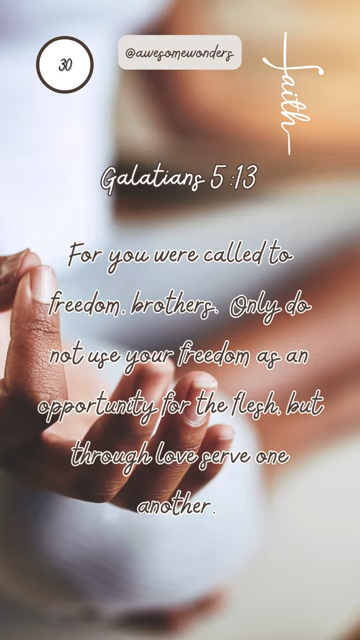 30
@awesomewonders
faith
Galatians 5:13
For you were called to
freedom, brothers. Only do
not use your freedom as an
opportunity for the flesh, but
through love serve one
another.